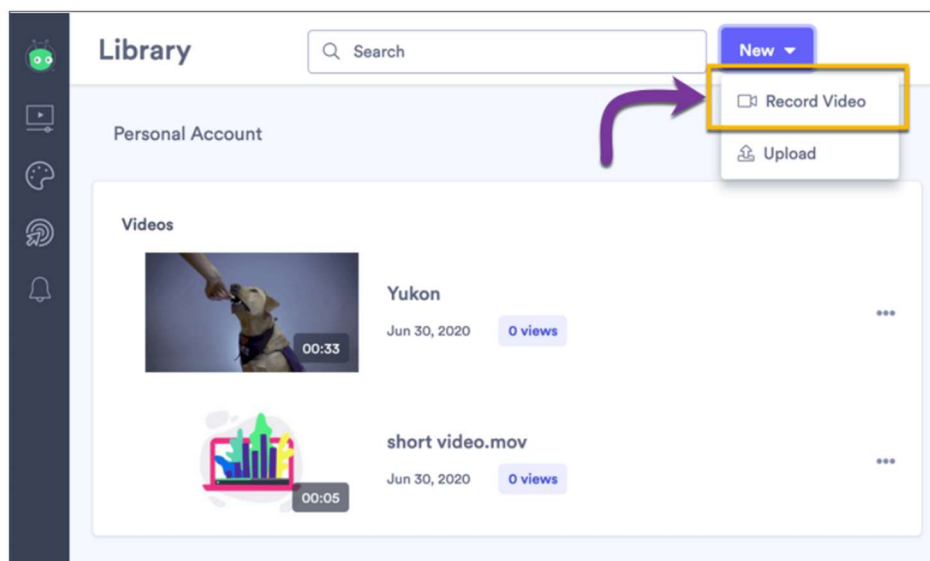 Library
Search
New
Record Video
Upload
Personal Account
Videos
Yukon
Jun 30, 2020 0 views
00:33
short video.mov
Jun 30, 2020 0 views
00:05